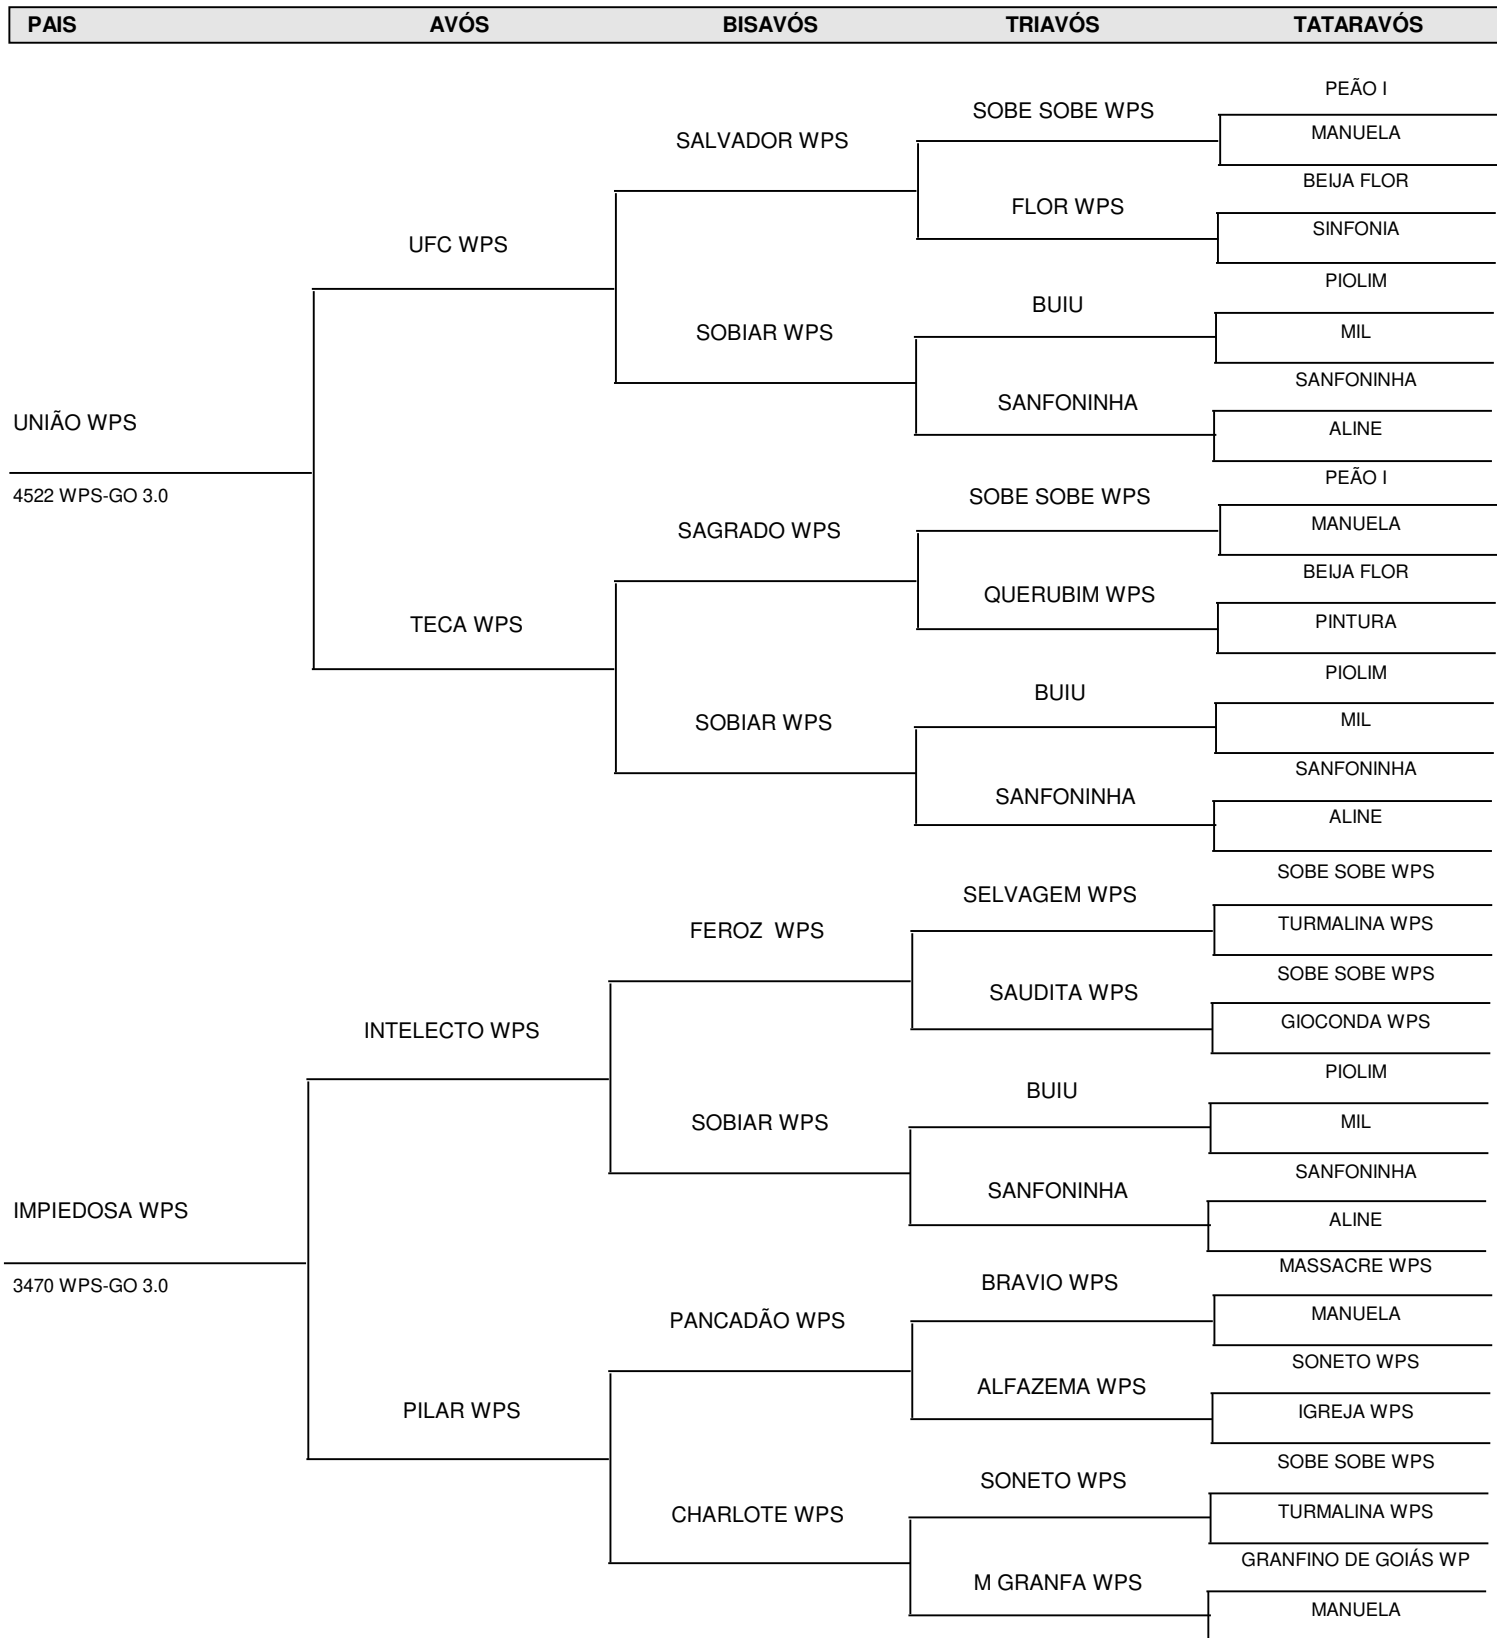 PAIS AVÓS BISAVÓS TRIAVÓS TATARAVÓS
PEÃO I
SOBE SOBE WPS
MANUELA
SALVADOR WPS
BEIJA FLOR
FLOR WPS
SINFONIA
UFC WPS
PIOLIM
BUIU
MIL
SOBIAR WPS
SANFONINHA
SANFONINHA
ALINE
UNIÃO WPS
4522 WPS-GO 3.0
PEÃO I
SOBE SOBE WPS
MANUELA
SAGRADO WPS
BEIJA FLOR
QUERUBIM WPS
PINTURA
TECA WPS
PIOLIM
BUIU
MIL
SOBIAR WPS
SANFONINHA
SANFONINHA
ALINE
SOBE SOBE WPS
SELVAGEM WPS
TURMALINA WPS
FEROZ  WPS
SOBE SOBE WPS
SAUDITA WPS
GIOCONDA WPS
INTELECTO WPS
PIOLIM
BUIU
MIL
SOBIAR WPS
SANFONINHA
SANFONINHA
ALINE
IMPIEDOSA WPS
3470 WPS-GO 3.0
MASSACRE WPS
BRAVIO WPS
MANUELA
PANCADÃO WPS
SONETO WPS
ALFAZEMA WPS
IGREJA WPS
PILAR WPS
SOBE SOBE WPS
SONETO WPS
TURMALINA WPS
CHARLOTE WPS
GRANFINO DE GOIÁS WP
M GRANFA WPS
MANUELA